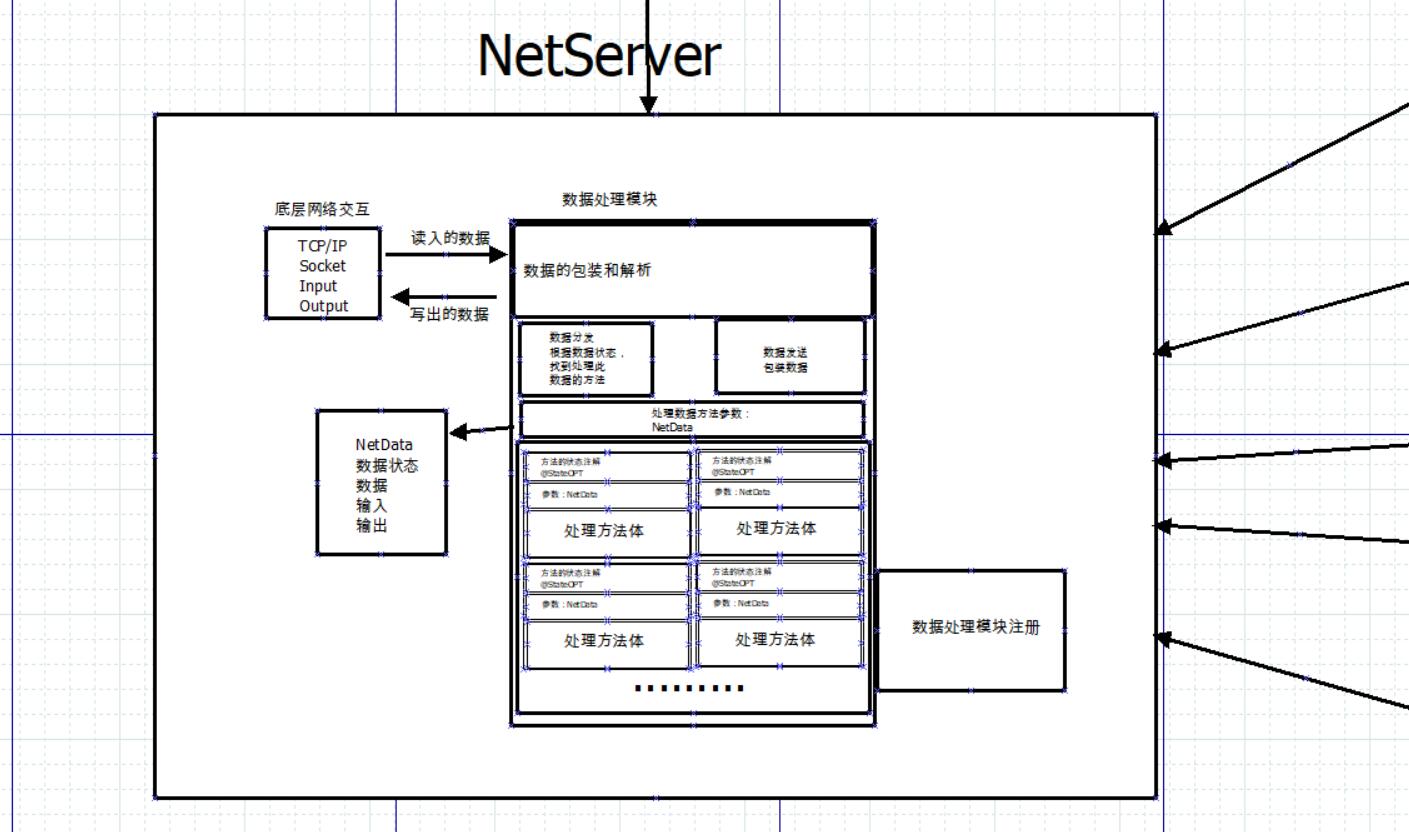 NetServer
数据处理模块
底层网络交互
TCP/IP
Socket
Input
Output
读入的数据
写出的数据
数据的包装和解析
数据分发
根据数据状态，
找到处理此
数据的方法
数据发送
包装数据
处理数据方法参数：
NetData
NetData
数据状态
数据
输入
输出
方法的状态注解
@StateOPT
参数：NetData
处理方法体
方法的状态注解
@StateOPT
参数：NetData
处理方法体
方法的状态注解
@StateOPT
参数：NetData
处理方法体
方法的状态注解
@StateOPT
参数：NetData
处理方法体
.........
数据处理模块注册